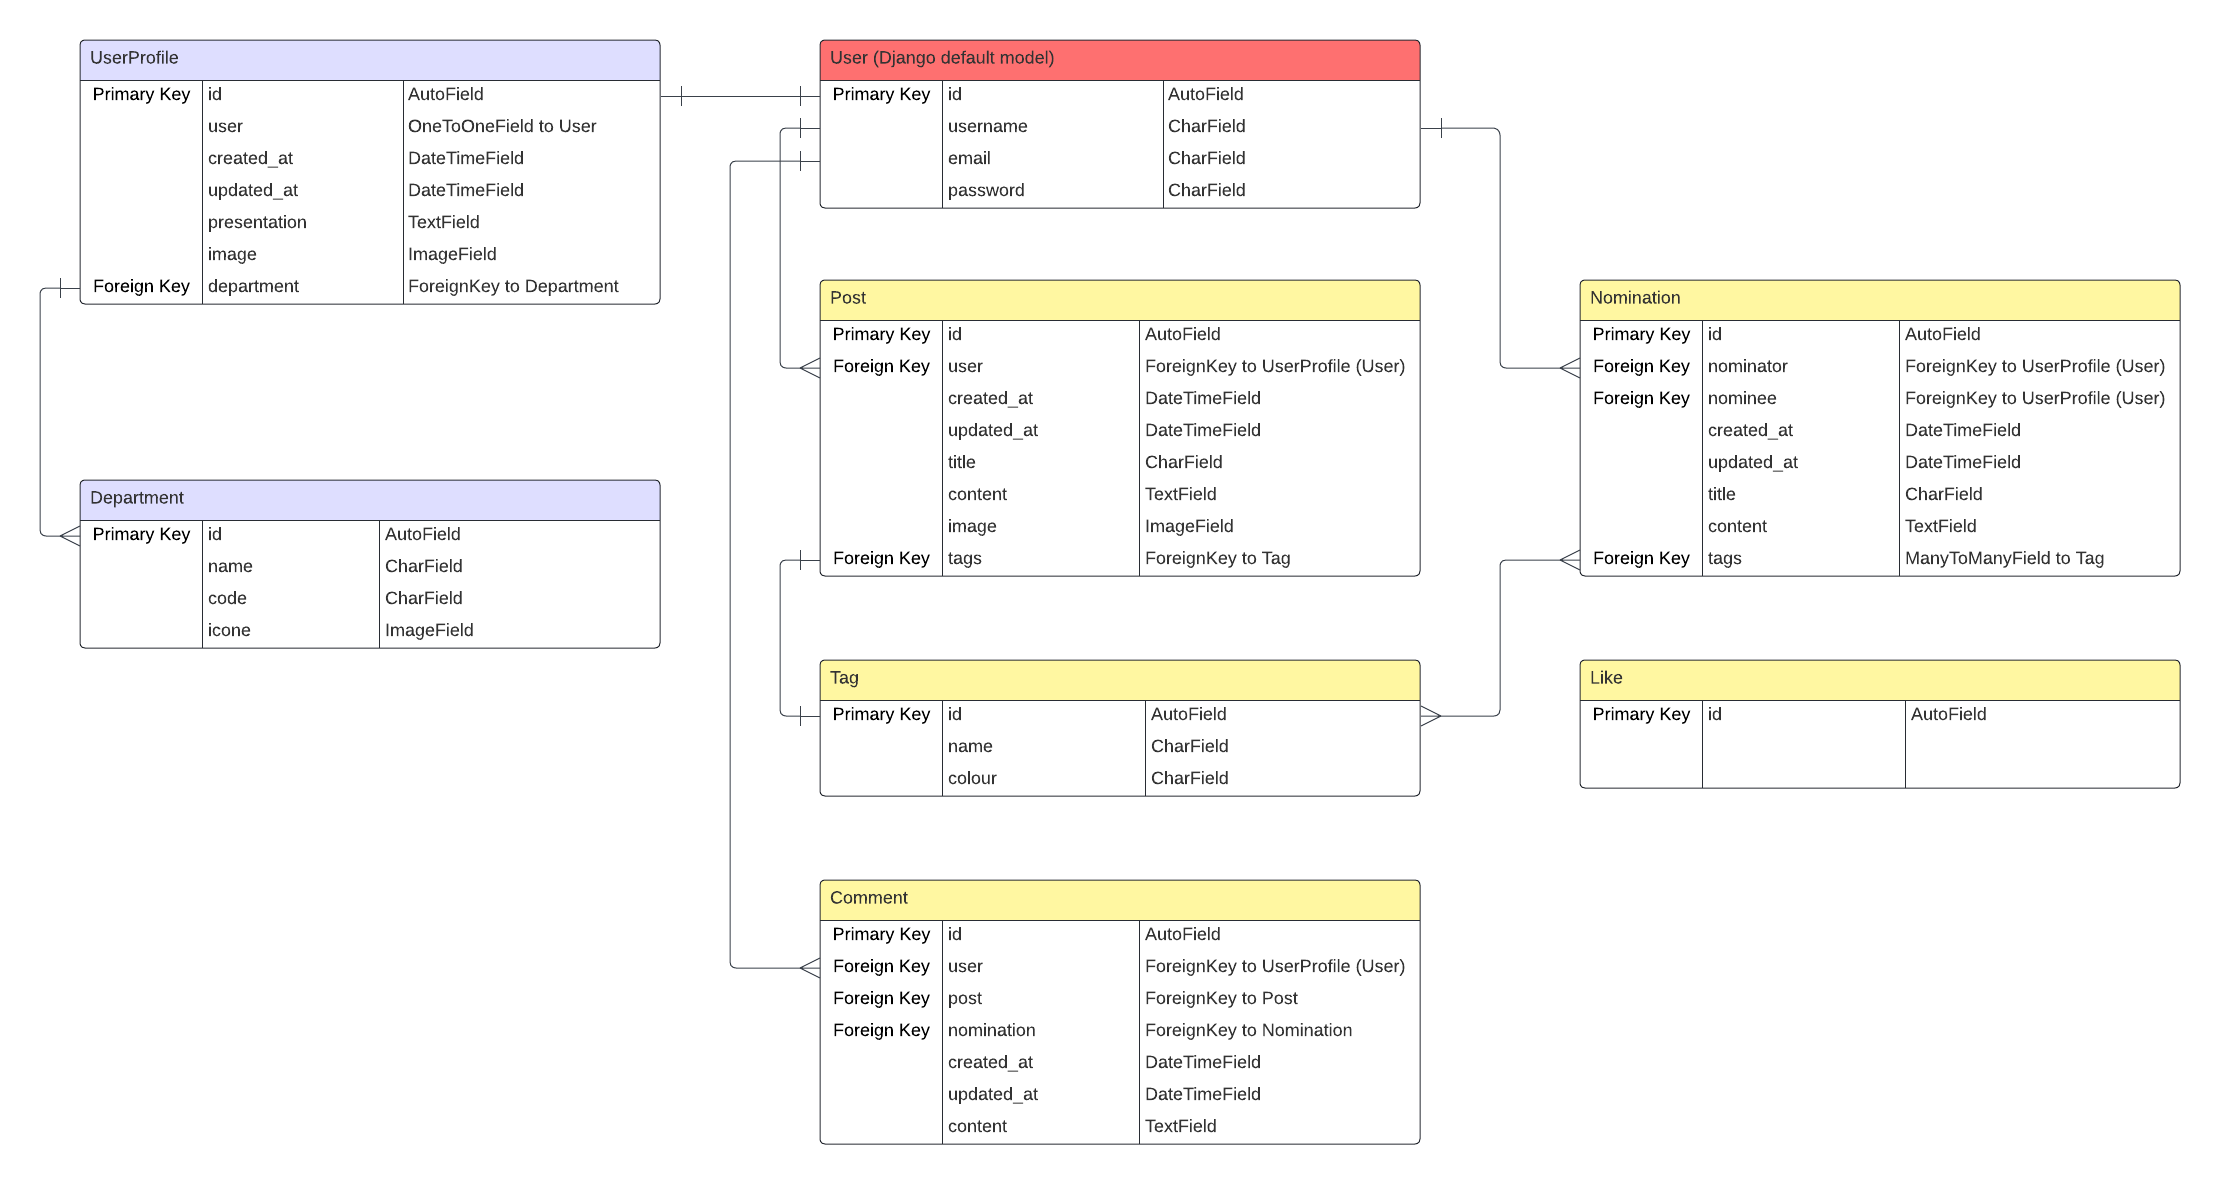 UserProfile
Primary Key id AutoField
user OneToOneField to User
created_at DateTimeField
updated_at DateTimeField
presentation TextField
image ImageField
Foreign Key department ForeignKey to Department
Department
Primary Key id AutoField
name CharField
code CharField
icone ImageField
User (Django default model)
Primary Key id AutoField
username CharField
email CharField
password CharField
Post
Primary Key id AutoField
Foreign Key user ForeignKey to UserProfile (User)
created_at DateTimeField
updated_at DateTimeField
title CharField
content TextField
image ImageField
Foreign Key tags ForeignKey to Tag
Tag
Primary Key id AutoField
name CharField
colour CharField
Comment
Primary Key id AutoField
Foreign Key user ForeignKey to UserProfile (User)
Foreign Key post ForeignKey to Post
Foreign Key nomination ForeignKey to Nomination
created_at DateTimeField
updated_at DateTimeField
content TextField
Nomination
Primary Key id AutoField
Foreign Key nominator ForeignKey to UserProfile (User)
Foreign Key nominee ForeignKey to UserProfile (User)
created_at DateTimeField
updated_at DateTimeField
title CharField
content TextField
Foreign Key tags ManyToManyField to Tag
Like
Primary Key id AutoField